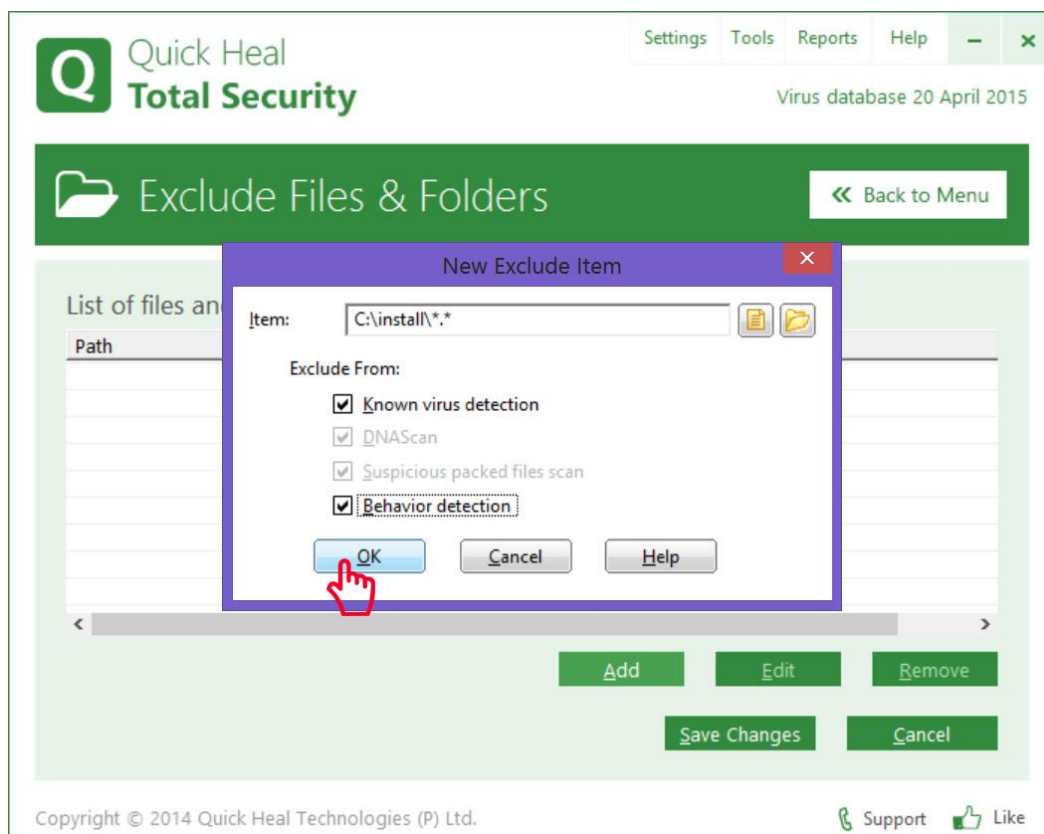 Settings Tools Reports Help
Q Quick Heal
Total Security
Virus database 20 April 2015
Exclude Files & Folders
Back to Menu
New Exclude Item
List of files an
Path
Item: C:\install\*.*
Exclude From:
Known virus detection
DNAScan
Suspicious packed files scan
Behavior detection
OK Cancel Help
Add Edit Remove
Save Changes Cancel
Copyright © 2014 Quick Heal Technologies (P) Ltd. Support Like